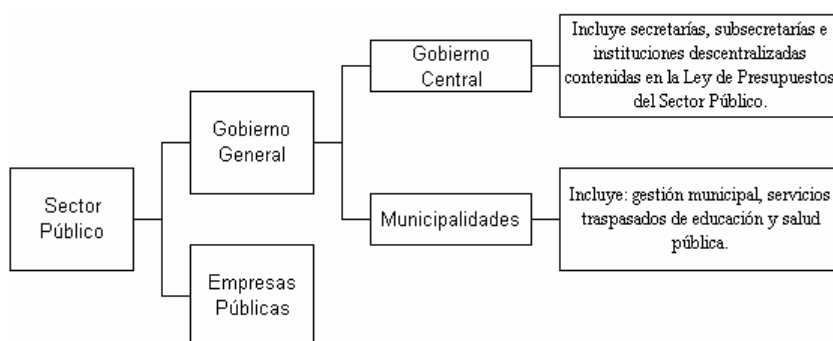 Sector
Público
Gobierno
General
Empresas
Públicas
Gobierno
Central
Municipalidades
Incluye secretarías, subsecretarías e
instituciones descentralizadas
contenidas en la Ley de Presupuestos
del Sector Público.
Incluye: gestión municipal, servicios
traspasados de educación y salud
pública.